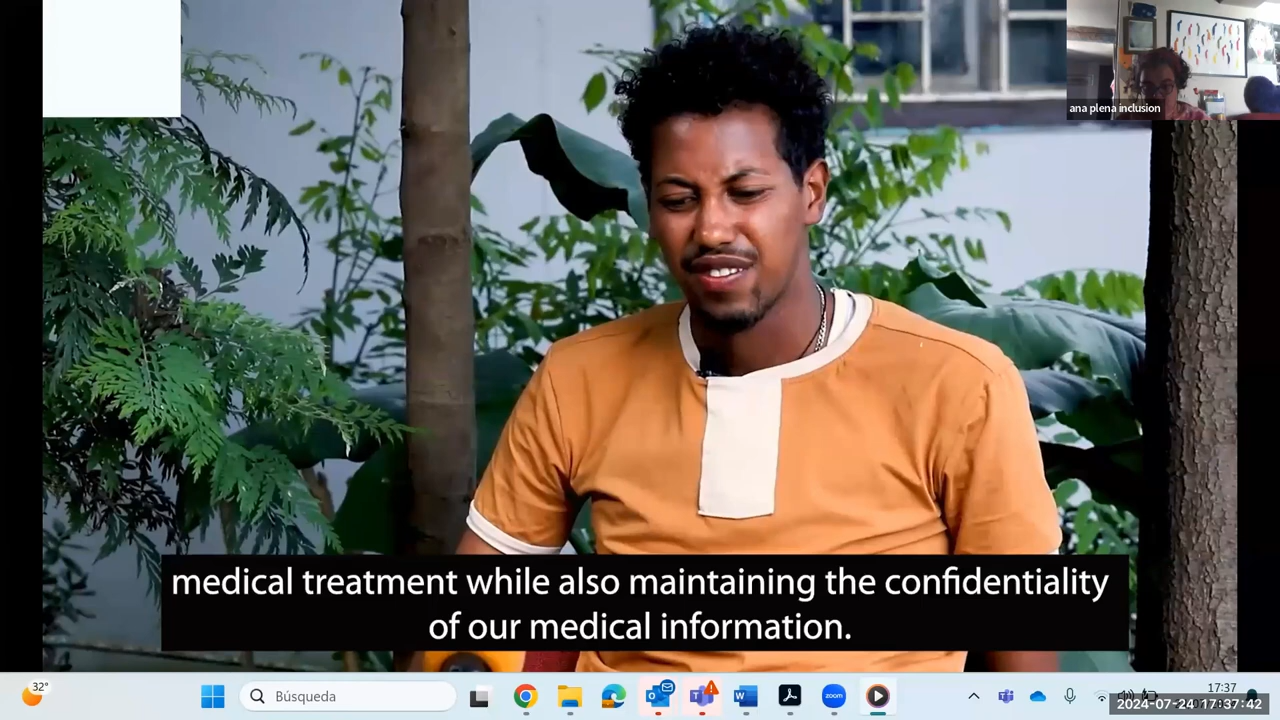 ana plena inclusion
medical treatment while also maintaining the confidentiality
of our medical information.
32°
Búsqueda
zoom
17:37
2024-07-24 17:37:42